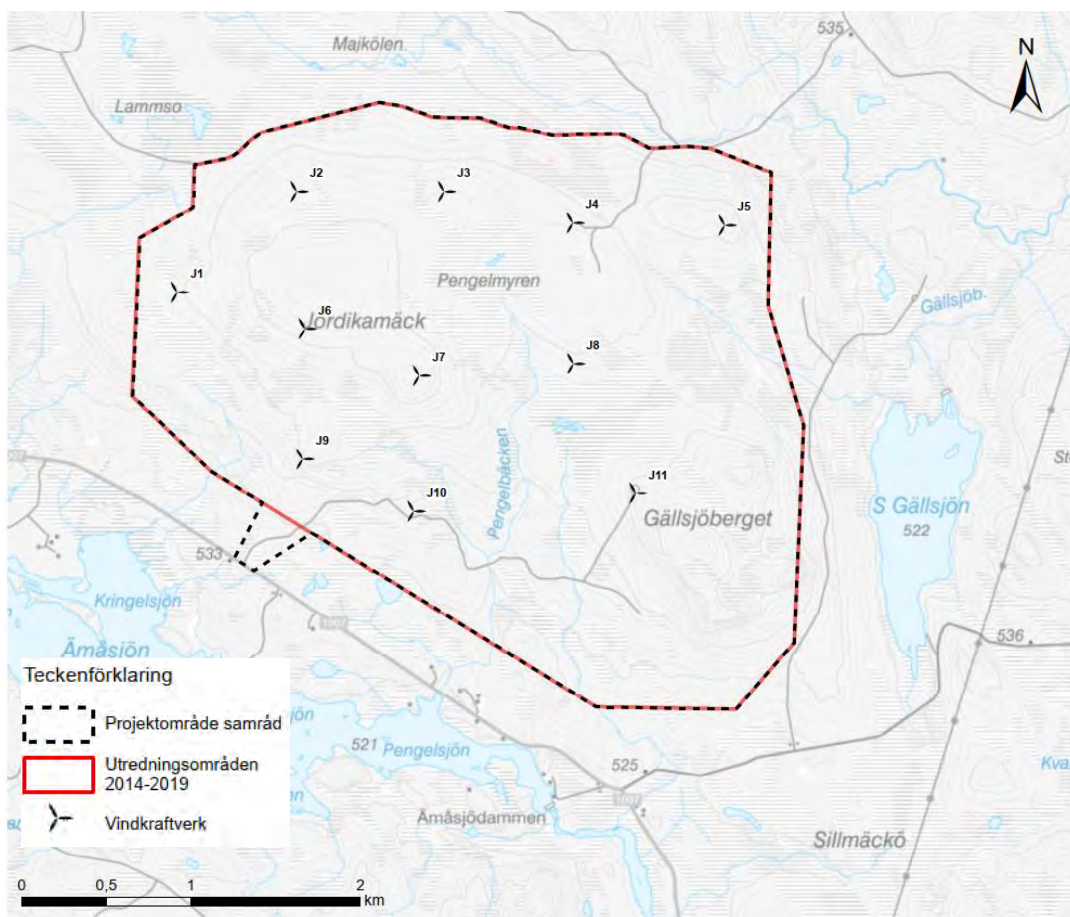 535
Majkölen
N
Lammso
J2
J3
J4
J5
J1
Pengelmyren
Gällsjöb.
J6
Jordikamäck
J8
J7
J9
Pengelbäcken
J11
J10
Gällsjöberget
S Gällsjön
522
533
Kringelsjön
1007
536
Åmåsjön
Teckenförklaring
Projektområde samråd
Utredningsområden
2014-2019
Vindkraftverk
521
Pengelsjön
525
1007
Åmåsjödammen
Sillmäckö
0
0,5
1
2
km